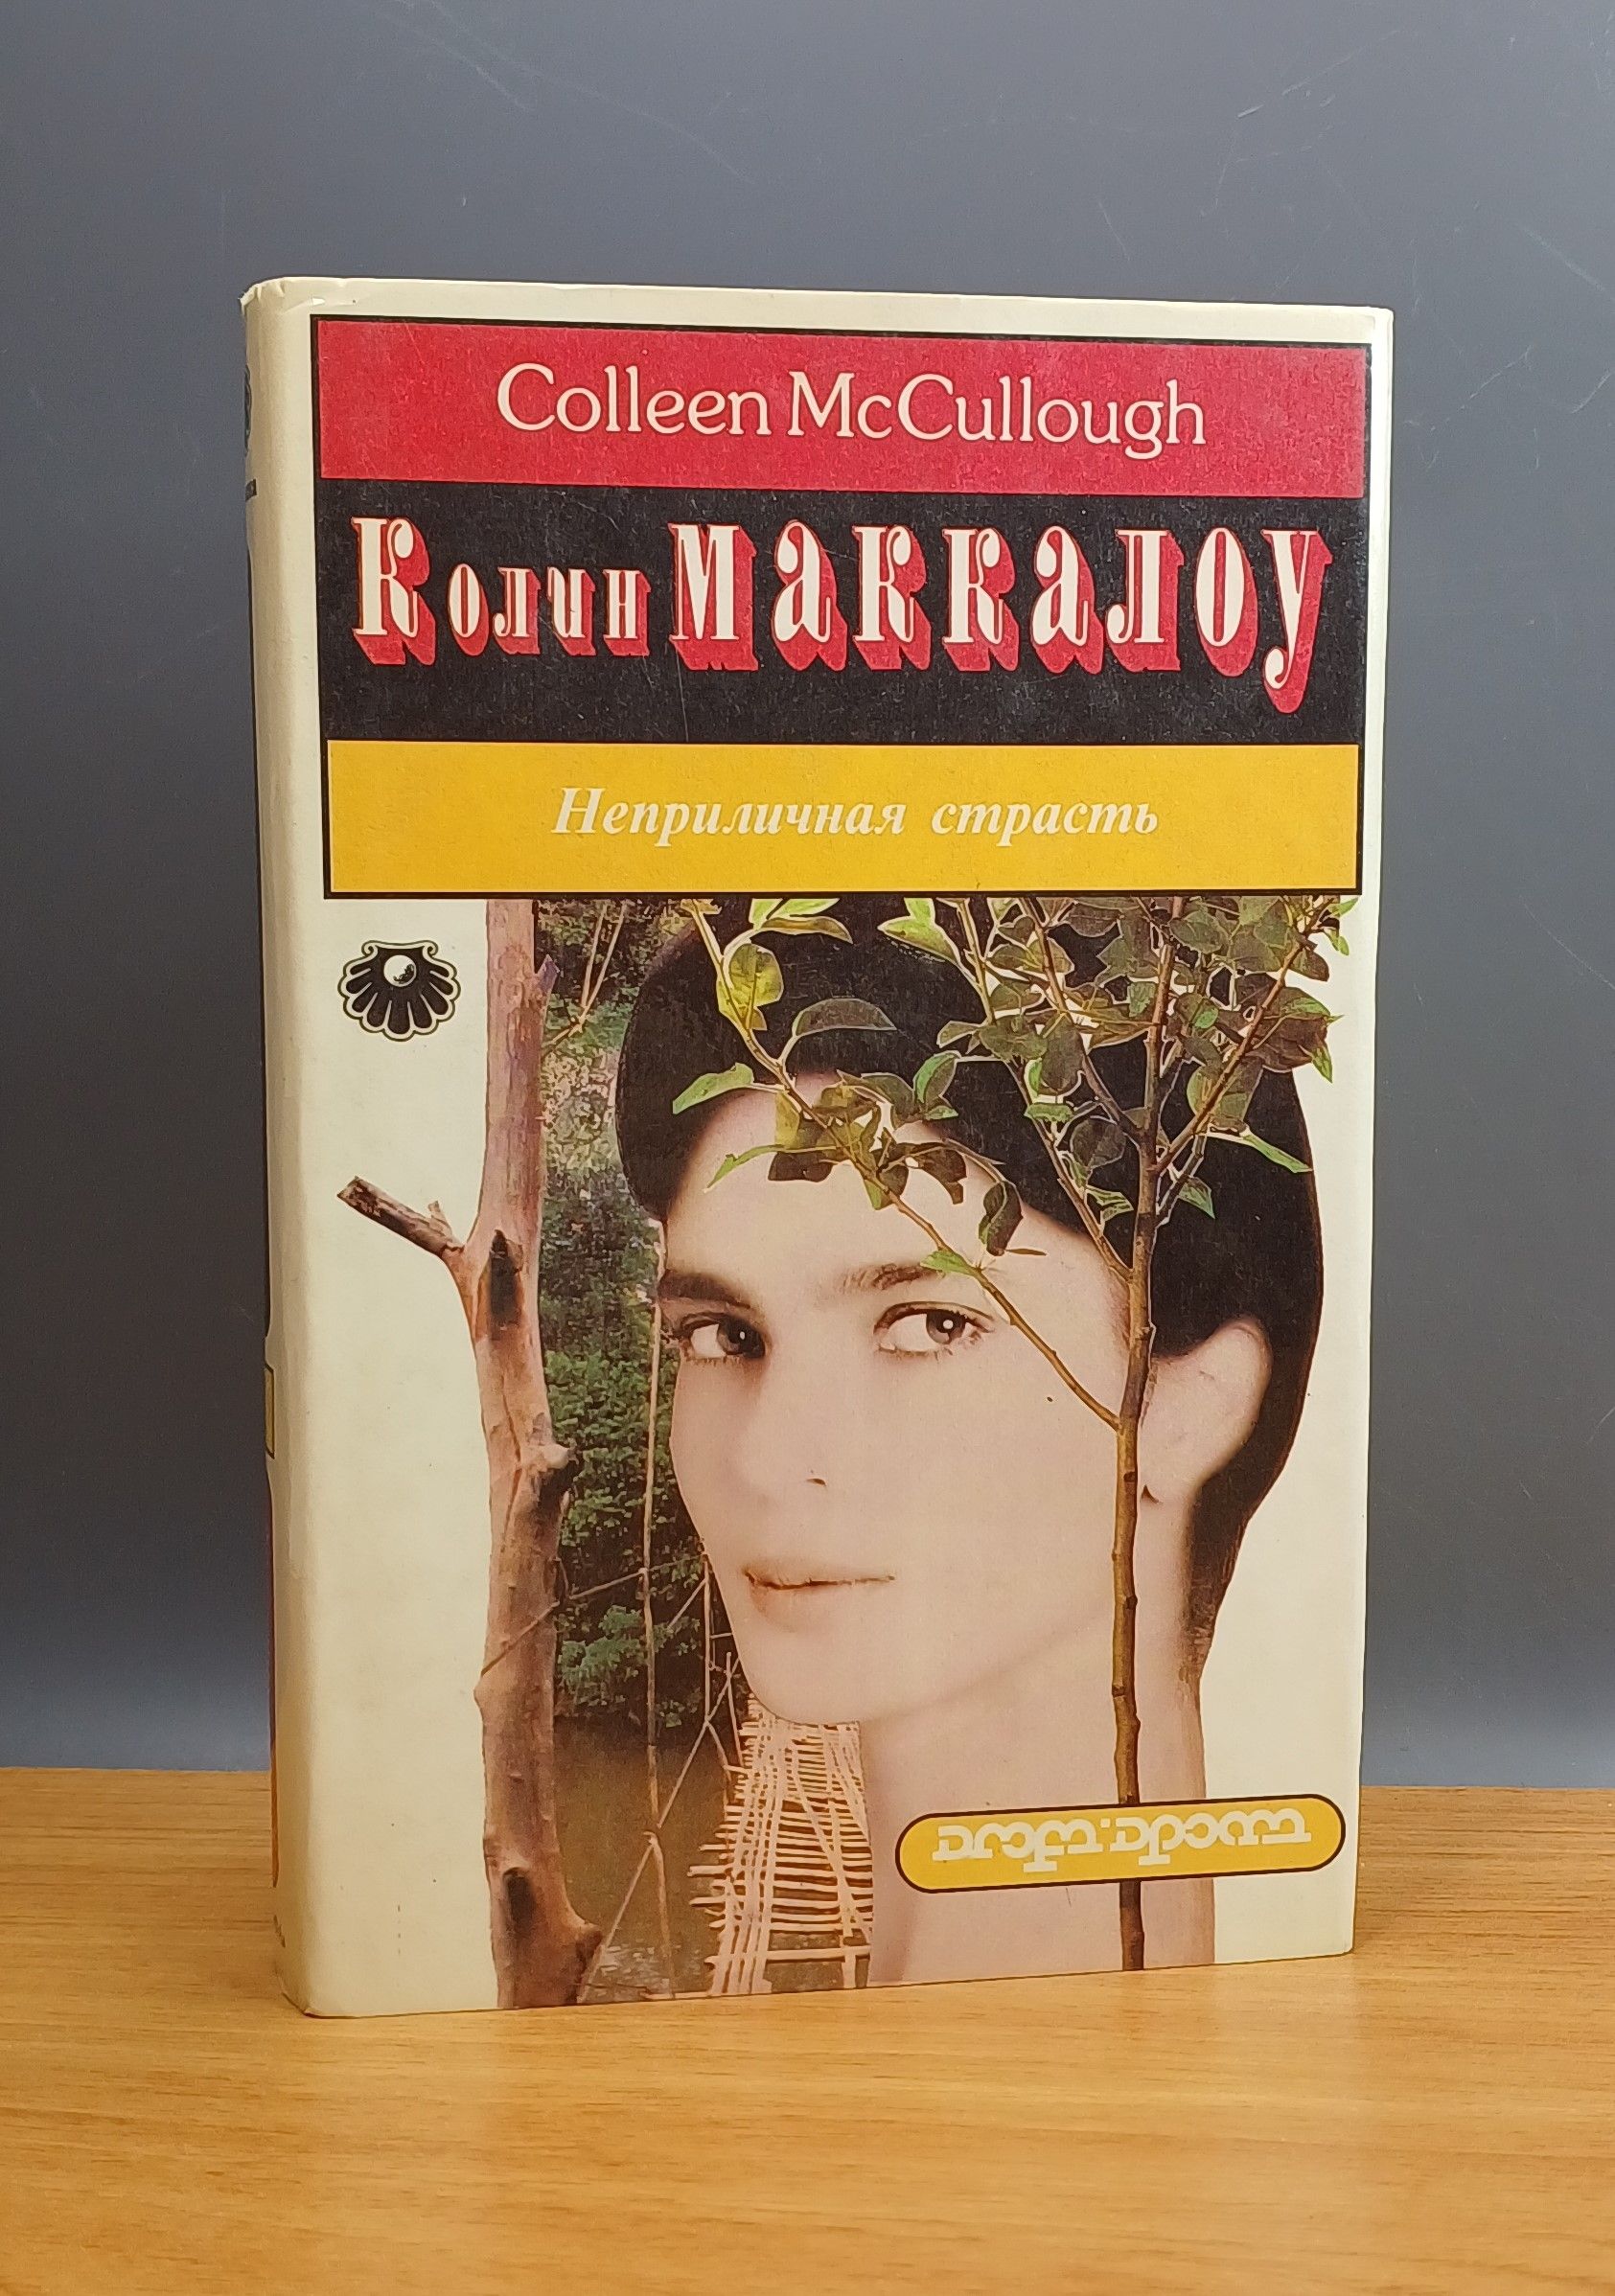 Colleen McCullough
Колин Маккалоу
Неприличная страсть